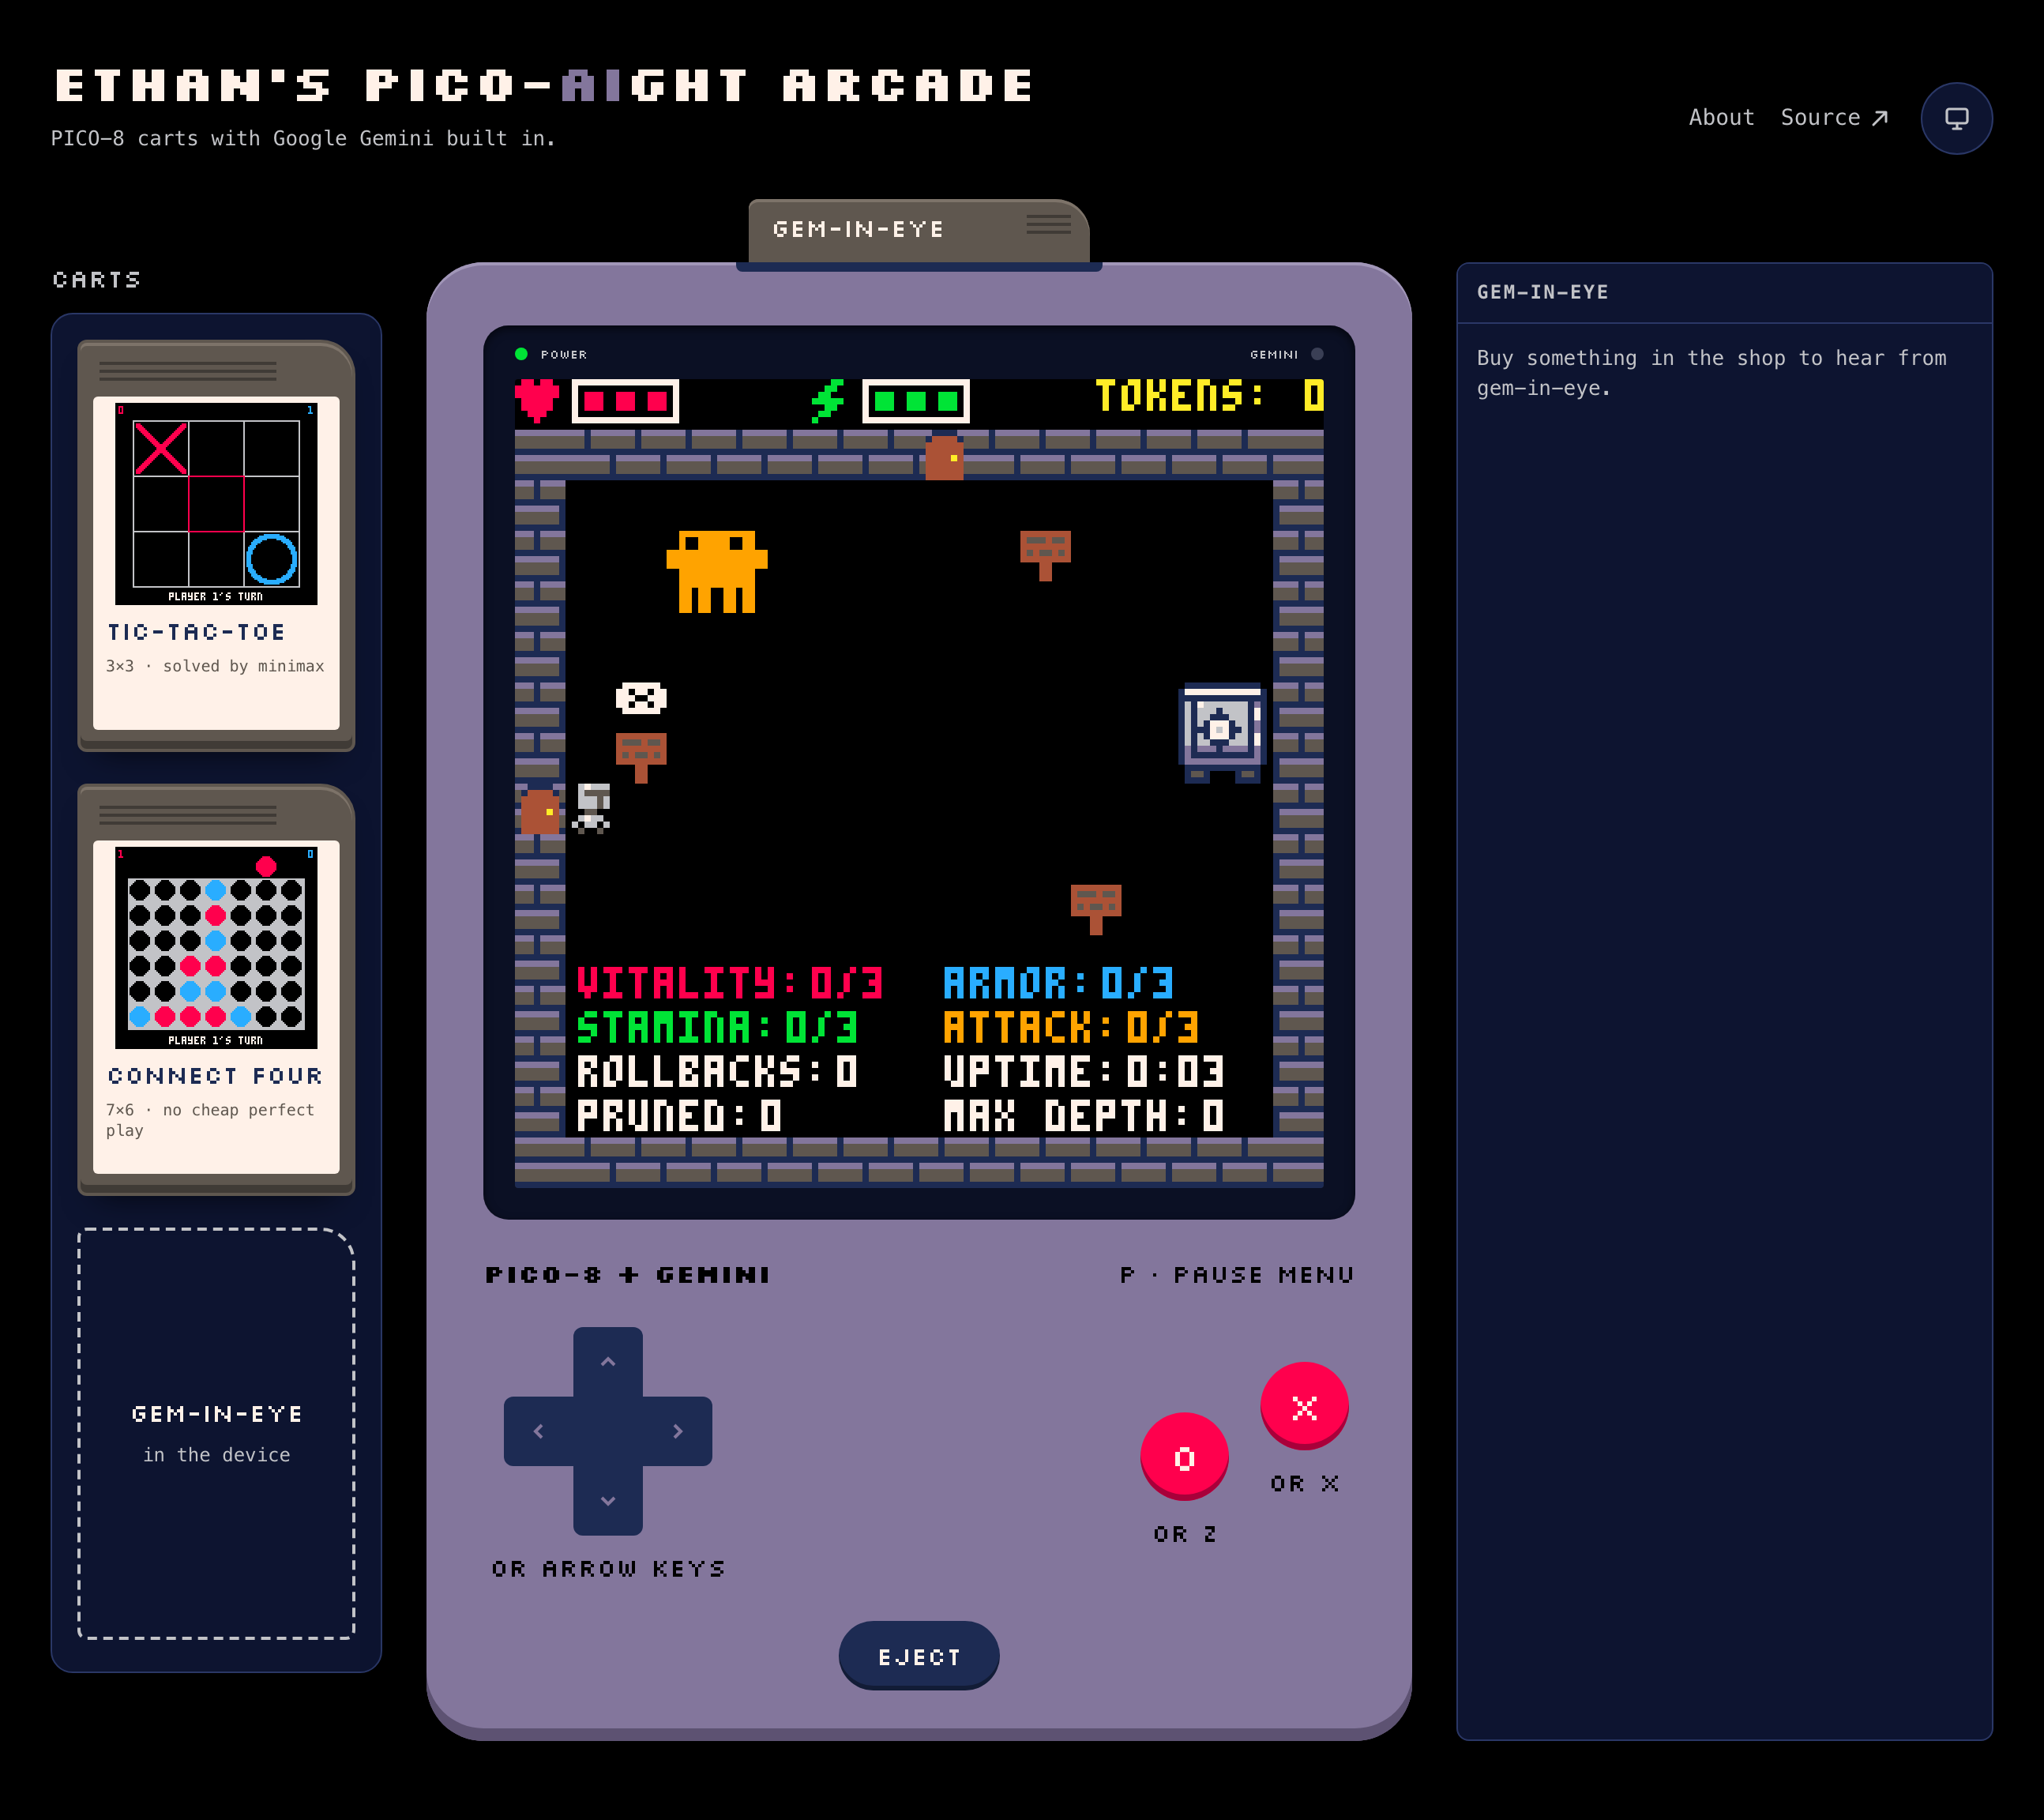 ETHAN'S PICO-AIGHT ARCADE
PICO-8 carts with Google Gemini built in.
About Source ↗
GEM-IN-EYE
CARTS
0 1
PLAYER 1'S TURN
TIC-TAC-TOE
3×3 · solved by minimax
1 0
PLAYER 1'S TURN
CONNECT FOUR
7×6 · no cheap perfect
play
GEM-IN-EYE
in the device
POWER GEMINI
TOKENS: 0
VITALITY: 0/3 ARMOR: 0/3
STAMINA: 0/3 ATTACK: 0/3
ROLLBACKS: 0 UPTIME: 0:03
PRUNED: 0 MAX DEPTH: 0
PICO-8 + GEMINI P · PAUSE MENU
X
O
OR X
OR Z
OR ARROW KEYS
EJECT
GEM-IN-EYE
Buy something in the shop to hear from
gem-in-eye.